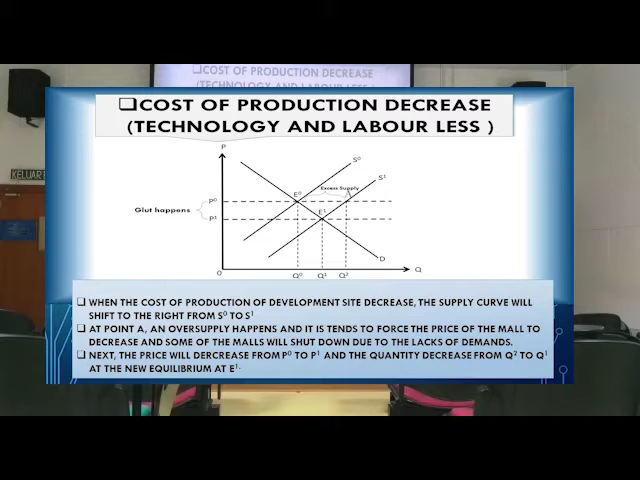 ❑COST OF PRODUCTION DECREASE
(TECHNOLOGY AND LABOUR LESS
KELUAR
❑COST OF PRODUCTION DECREASE
(TECHNOLOGY AND LABOUR LESS )
P
S⁰
S¹
Excess Supply
E⁰
A
P⁰
Glut happens
E¹
P¹
D
0
Q⁰ Q¹ Q²
Q
❑ WHEN THE COST OF PRODUCTION OF DEVELOPMENT SITE DECREASE, THE SUPPLY CURVE WILL
SHIFT TO THE RIGHT FROM S⁰ TO S¹
❑ AT POINT A, AN OVERSUPPLY HAPPENS AND IT IS TENDS TO FORCE THE PRICE OF THE MALL TO
DECREASE AND SOME OF THE MALLS WILL SHUT DOWN DUE TO THE LACKS OF DEMANDS.
❑ NEXT, THE PRICE WILL DERCREASE FROM P⁰ TO P¹ AND THE QUANTITY DECREASE FROM Q² TO Q¹
AT THE NEW EQUILIBRIUM AT E¹.